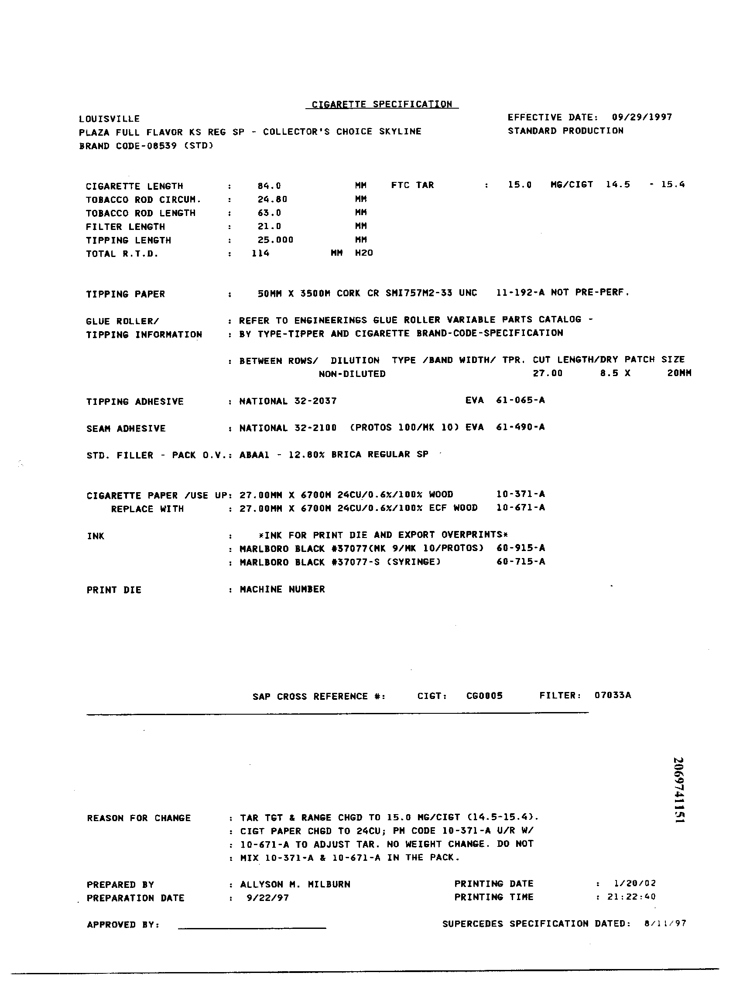 CIGARETTE SPECIFICATION
LOUISVILLE EFFECTIVE DATE: 09/29/1997
PLAZA FULL FLAVOR KS REG SP - COLLECTOR'S CHOICE SKYLINE STANDARD PRODUCTION
BRAND CODE-08539 (STD)
CIGARETTE LENGTH : 84.0 MM FTC TAR : 15.0 MG/CIGT 14.5 - 15.4
TOBACCO ROD CIRCUM. : 24.80 MM
TOBACCO ROD LENGTH : 63.0 MM
FILTER LENGTH : 21.0 MM
TIPPING LENGTH : 25.000 MM
TOTAL R.T.D. : 114 MM H2O
TIPPING PAPER : 50MM X 3500M CORK CR SMI757M2-33 UNC 11-192-A NOT PRE-PERF.
GLUE ROLLER/ : REFER TO ENGINEERINGS GLUE ROLLER VARIABLE PARTS CATALOG -
TIPPING INFORMATION : BY TYPE-TIPPER AND CIGARETTE BRAND-CODE-SPECIFICATION
: BETWEEN ROWS/ DILUTION TYPE /BAND WIDTH/ TPR. CUT LENGTH/DRY PATCH SIZE
NON-DILUTED 27.00 8.5 X 20MM
TIPPING ADHESIVE : NATIONAL 32-2037 EVA 61-065-A
SEAM ADHESIVE : NATIONAL 32-2100 (PROTOS 100/MK 10) EVA 61-490-A
STD. FILLER - PACK O.V.: ABAA1 - 12.80% BRICA REGULAR SP
CIGARETTE PAPER /USE UP: 27.00MM X 6700M 24CU/0.6%/100% WOOD 10-371-A
REPLACE WITH : 27.00MM X 6700M 24CU/0.6%/100% ECF WOOD 10-671-A
INK : *INK FOR PRINT DIE AND EXPORT OVERPRINTS*
: MARLBORO BLACK #37077(MK 9/MK 10/PROTOS) 60-915-A
: MARLBORO BLACK #37077-S (SYRINGE) 60-715-A
PRINT DIE : MACHINE NUMBER
SAP CROSS REFERENCE #: CIGT: CG0805 FILTER: 07033A
2069741151
REASON FOR CHANGE : TAR TGT & RANGE CHGD TO 15.0 MG/CIGT (14.5-15.4).
: CIGT PAPER CHGD TO 24CU; PM CODE 10-371-A U/R W/
: 10-671-A TO ADJUST TAR. NO WEIGHT CHANGE. DO NOT
: MIX 10-371-A & 10-671-A IN THE PACK.
PREPARED BY : ALLYSON M. MILBURN PRINTING DATE : 1/20/02
PREPARATION DATE : 9/22/97 PRINTING TIME : 21:22:40
APPROVED BY: SUPERCEDES SPECIFICATION DATED: 8/11/97